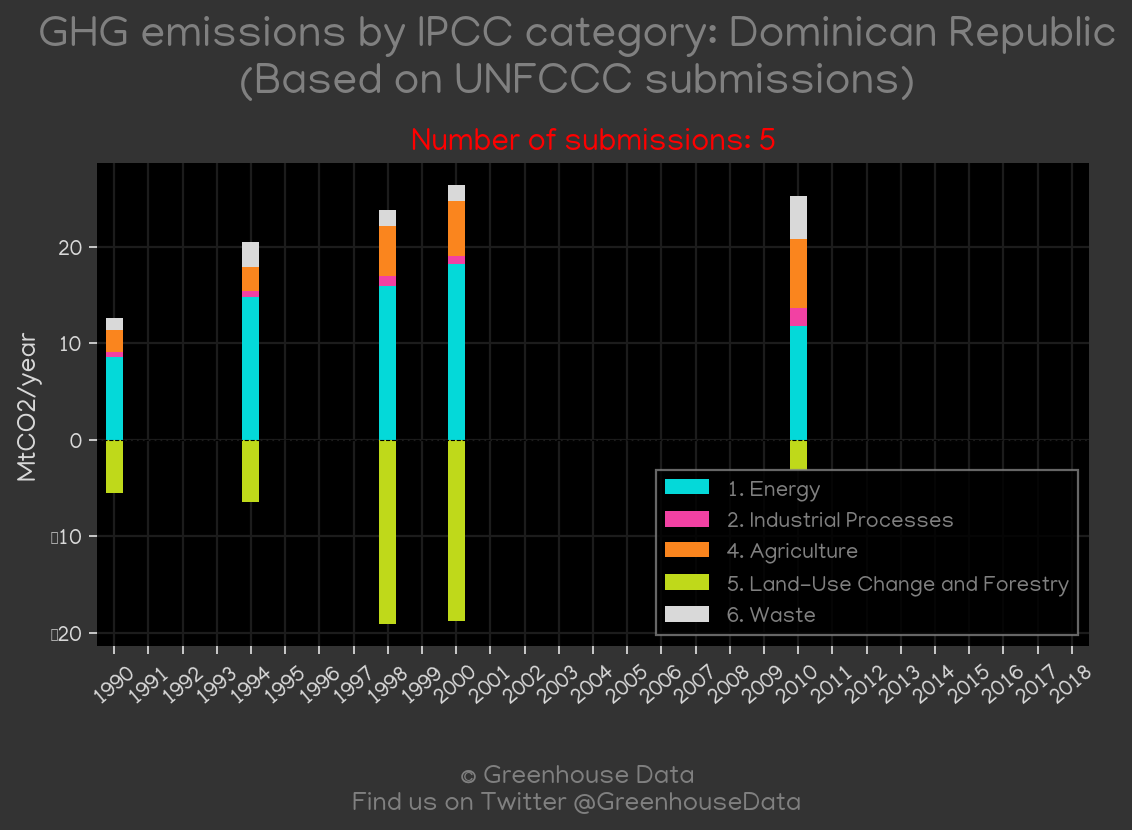 GHG emissions by IPCC category: Dominican Republic
(Based on UNFCCC submissions)
Number of submissions: 5
MtCO2/year
20
10
0
▯10
▯20
1. Energy
2. Industrial Processes
4. Agriculture
5. Land-Use Change and Forestry
6. Waste
1990 1991 1992 1993 1994 1995 1996 1997 1998 1999 2000 2001 2002 2003 2004 2005 2006 2007 2008 2009 2010 2011 2012 2013 2014 2015 2016 2017 2018
© Greenhouse Data
Find us on Twitter @GreenhouseData